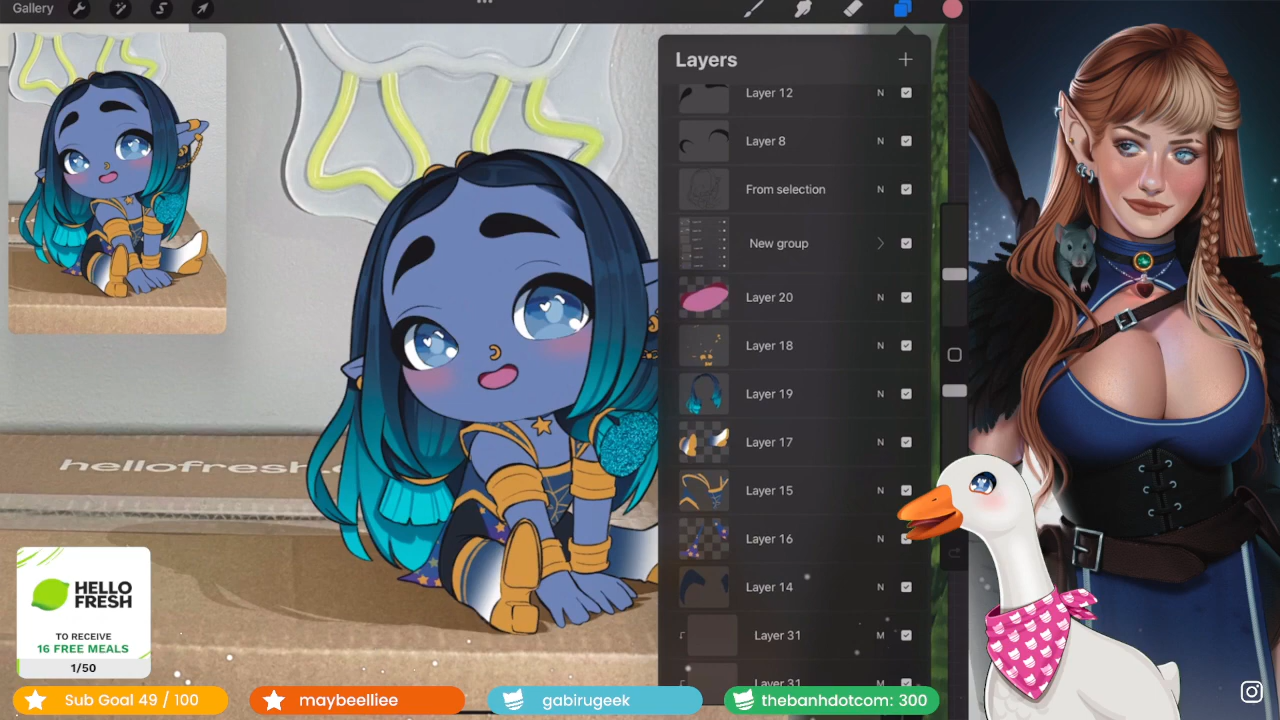 Gallery
Layers
Layer 12
N
Layer 8
N
From selection
N
New group
Layer 20
N
Layer 18
N
Layer 19
N
Layer 17
N
Layer 15
N
Layer 16
N
Layer 14
N
Layer 31
M
Layer 31
M
hellofresh.
HELLO
FRESH
TO RECEIVE
16 FREE MEALS
1/50
Sub Goal 49 / 100
maybeelliee
gabirugeek
thebanhdotcom: 300